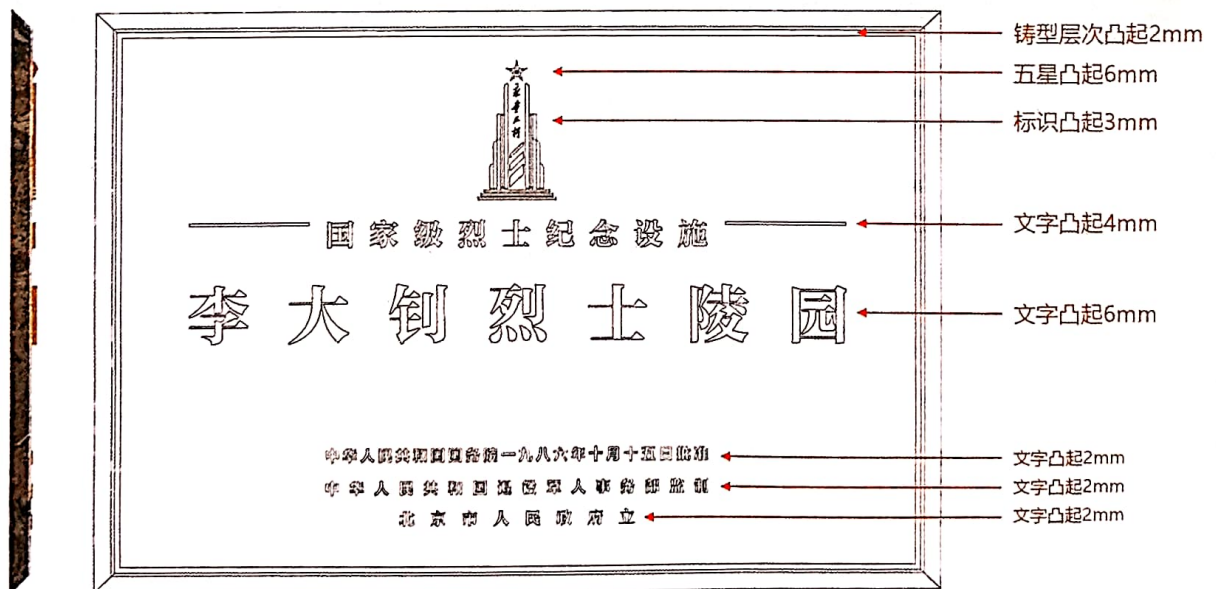 铸型层次凸起2mm
五星凸起6mm
标识凸起3mm
永垂不朽
国家级烈士纪念设施
文字凸起4mm
李大钊烈士陵园
文字凸起6mm
中华人民共和国国务院一九八六年十月十五日批准
文字凸起2mm
中华人民共和国退役军人事务部监制
文字凸起2mm
北京市人民政府立
文字凸起2mm